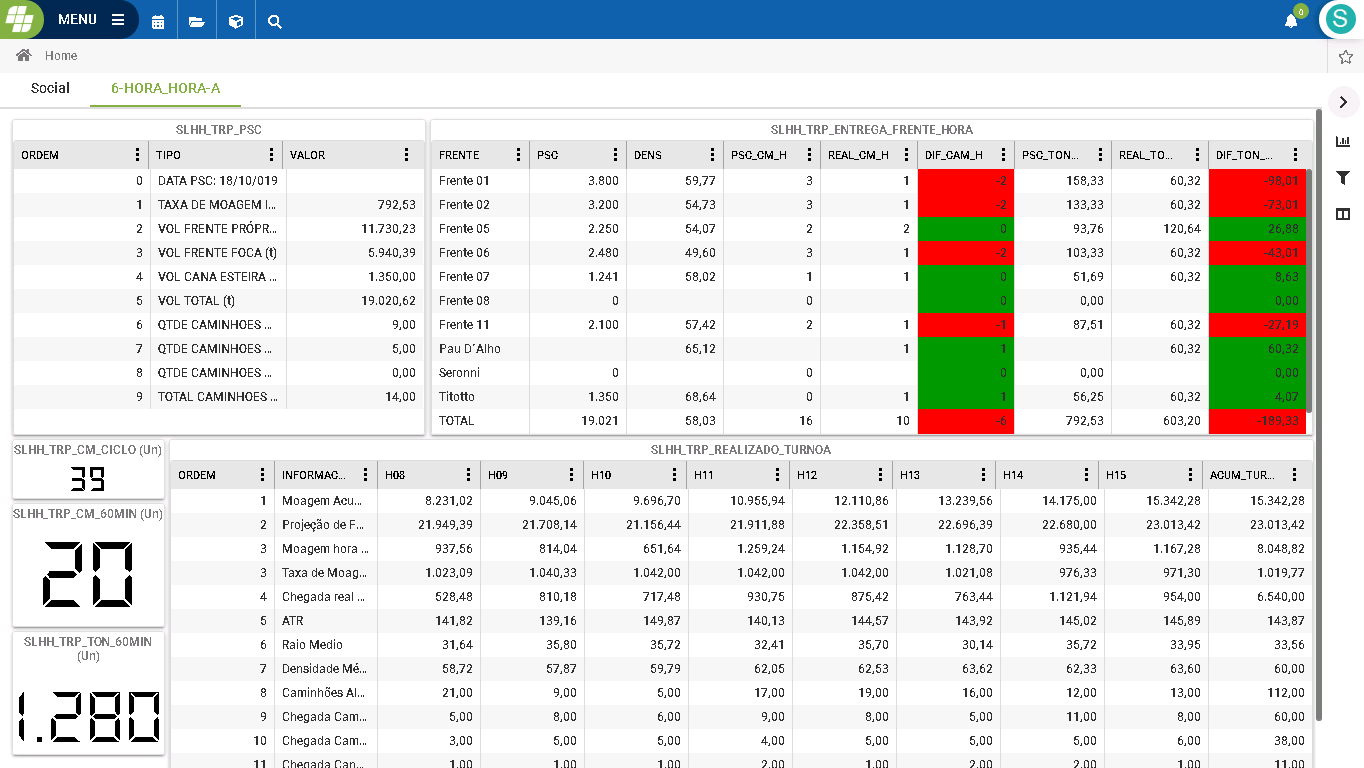 MENU
0
S
Home
Social 6-HORA_HORA-A
SLHH_TRP_PSC
ORDEM TIPO VALOR
0 DATA PSC: 18/10/019
1 TAXA DE MOAGEM I... 792,53
2 VOL FRENTE PRÓPR... 11.730,23
3 VOL FRENTE FOCA (t) 5.940,39
4 VOL CANA ESTEIRA ... 1.350,00
5 VOL TOTAL (t) 19.020,62
6 QTDE CAMINHOES ... 9,00
7 QTDE CAMINHOES ... 5,00
8 QTDE CAMINHOES ... 0,00
9 TOTAL CAMINHOES ... 14,00
SLHH_TRP_ENTREGA_FRENTE_HORA
FRENTE PSC DENS PSC_CM_H REAL_CM_H DIF_CAM_H PSC_TON... REAL_TO... DIF_TON_...
Frente 01 3.800 59,77 3 1 -2 158,33 60,32 -98,01
Frente 02 3.200 54,73 3 1 -2 133,33 60,32 -73,01
Frente 05 2.250 54,07 2 2 0 93,76 120,64 26,88
Frente 06 2.480 49,60 3 1 -2 103,33 60,32 -43,01
Frente 07 1.241 58,02 1 1 0 51,69 60,32 8,63
Frente 08 0 0 0 0,00 0,00
Frente 11 2.100 57,42 2 1 -1 87,51 60,32 -27,19
Pau D´Alho 65,12 1 1 60,32 60,32
Seronni 0 0 0 0,00 0,00
Titotto 1.350 68,64 0 1 1 56,25 60,32 4,07
TOTAL 19.021 58,03 16 10 -6 792,53 603,20 -189,33
SLHH_TRP_CM_CICLO (Un)
39
SLHH_TRP_CM_60MIN (Un)
20
SLHH_TRP_TON_60MIN
(Un)
1.280
SLHH_TRP_REALIZADO_TURNOA
ORDEM INFORMAC... H08 H09 H10 H11 H12 H13 H14 H15 ACUM_TUR...
1 Moagem Acu... 8.231,02 9.045,06 9.696,70 10.955,94 12.110,86 13.239,56 14.175,00 15.342,28 15.342,28
2 Projeção de F... 21.949,39 21.708,14 21.156,44 21.911,88 22.358,51 22.696,39 22.680,00 23.013,42 23.013,42
3 Moagem hora ... 937,56 814,04 651,64 1.259,24 1.154,92 1.128,70 935,44 1.167,28 8.048,82
3 Taxa de Moag... 1.023,09 1.040,33 1.042,00 1.042,00 1.042,00 1.021,08 976,33 971,30 1.019,77
4 Chegada real ... 528,48 810,18 717,48 930,75 875,42 763,44 1.121,94 954,00 6.540,00
5 ATR 141,82 139,16 149,87 140,13 144,57 143,92 145,02 145,89 143,87
6 Raio Medio 31,64 35,80 35,72 32,41 35,70 30,14 35,72 33,95 33,56
7 Densidade Mé... 58,72 57,87 59,79 62,05 62,53 63,62 62,33 63,60 60,00
8 Caminhões Al... 21,00 9,00 5,00 17,00 19,00 16,00 12,00 13,00 112,00
9 Chegada Cam... 5,00 8,00 6,00 9,00 8,00 5,00 11,00 8,00 60,00
10 Chegada Cam... 3,00 5,00 5,00 4,00 5,00 5,00 5,00 6,00 38,00
11 Chegada Can... 1,00 1,00 1,00 2,00 1,00 2,00 2,00 1,00 11,00